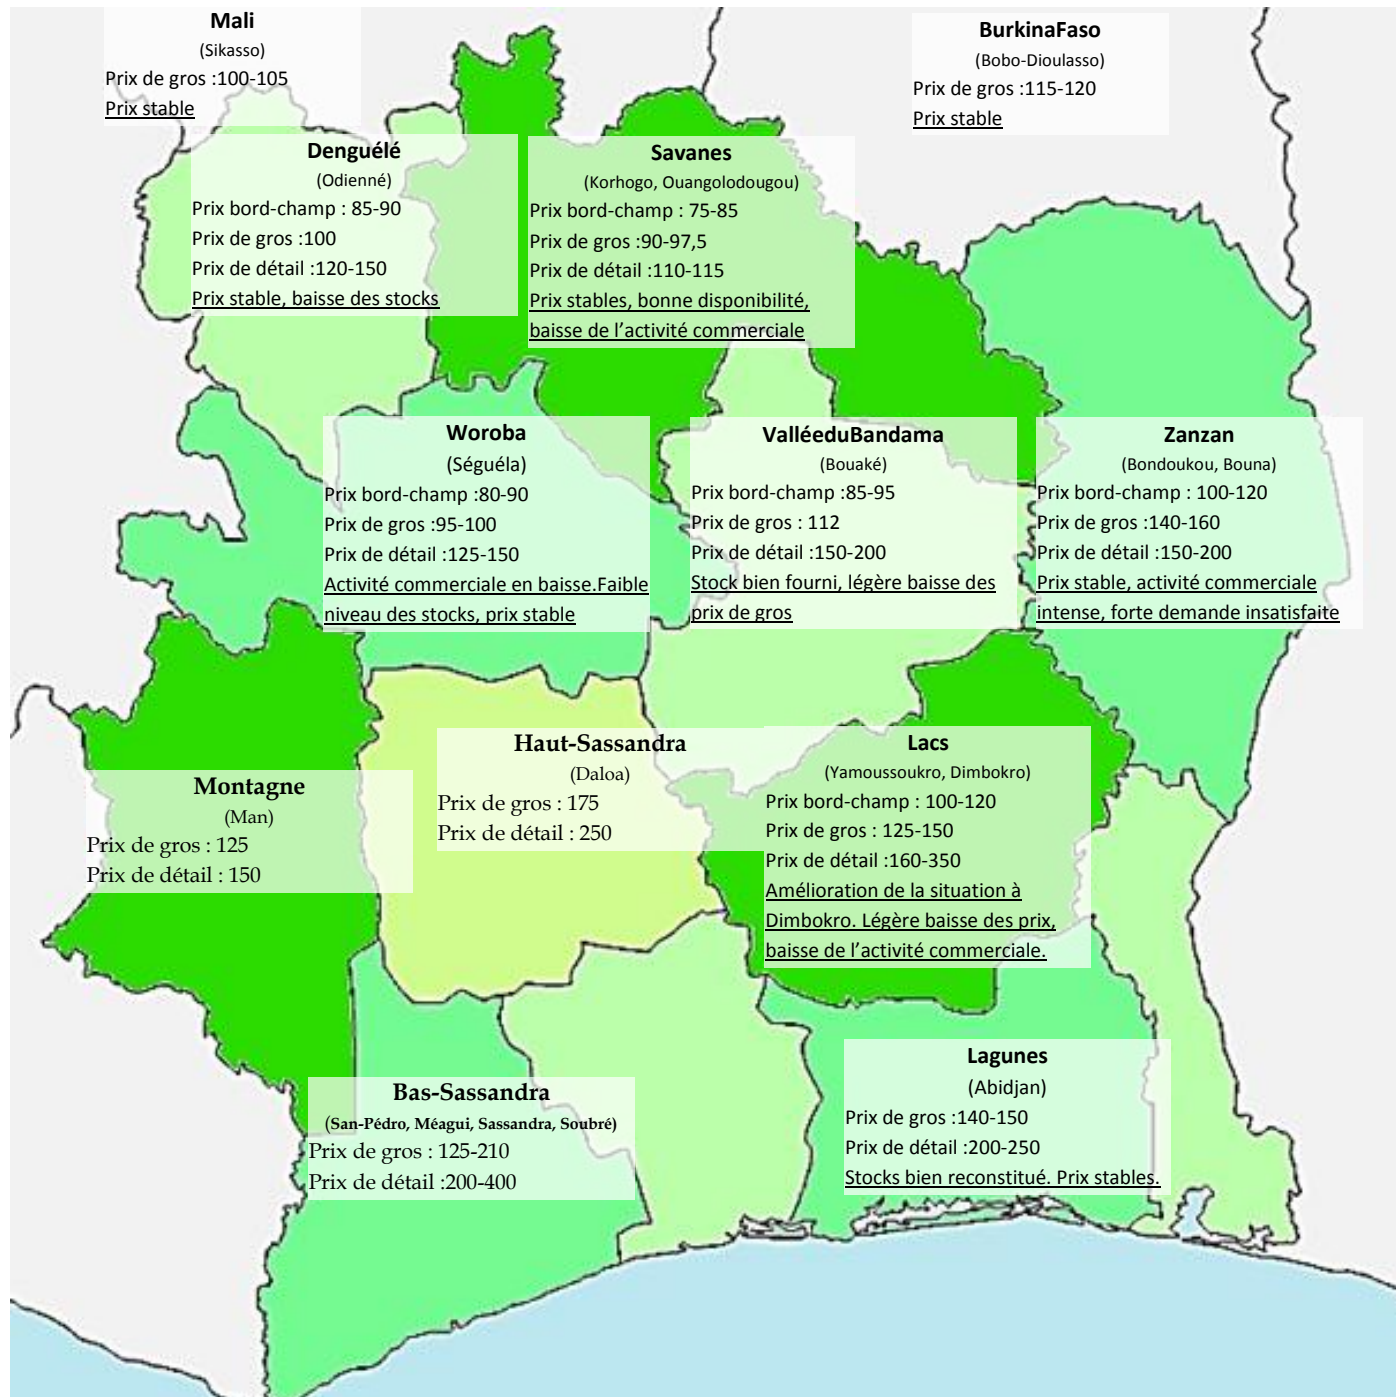 Mali
(Sikasso)
Prix de gros :100-105
Prix stable
BurkinaFaso
(Bobo-Dioulasso)
Prix de gros :115-120
Prix stable
Denguélé
(Odienné)
Prix bord-champ : 85-90
Prix de gros :100
Prix de détail :120-150
Prix stable, baisse des stocks
Savanes
(Korhogo, Ouangolodougou)
Prix bord-champ : 75-85
Prix de gros :90-97,5
Prix de détail :110-115
Prix stables, bonne disponibilité,
baisse de l’activité commerciale
Woroba
(Séguéla)
Prix bord-champ :80-90
Prix de gros :95-100
Prix de détail :125-150
Activité commerciale en baisse.Faible
niveau des stocks, prix stable
ValléeduBandama
(Bouaké)
Prix bord-champ :85-95
Prix de gros : 112
Prix de détail :150-200
Stock bien fourni, légère baisse des
prix de gros
Zanzan
(Bondoukou, Bouna)
Prix bord-champ : 100-120
Prix de gros :140-160
Prix de détail :150-200
Prix stable, activité commerciale
intense, forte demande insatisfaite
Montagne
(Man)
Prix de gros : 125
Prix de détail : 150
Haut-Sassandra
(Daloa)
Prix de gros : 175
Prix de détail : 250
Lacs
(Yamoussoukro, Dimbokro)
Prix bord-champ : 100-120
Prix de gros : 125-150
Prix de détail :160-350
Amélioration de la situation à
Dimbokro. Légère baisse des prix,
baisse de l’activité commerciale.
Bas-Sassandra
(San-Pédro, Méagui, Sassandra, Soubré)
Prix de gros : 125-210
Prix de détail :200-400
Lagunes
(Abidjan)
Prix de gros :140-150
Prix de détail :200-250
Stocks bien reconstitué. Prix stables.